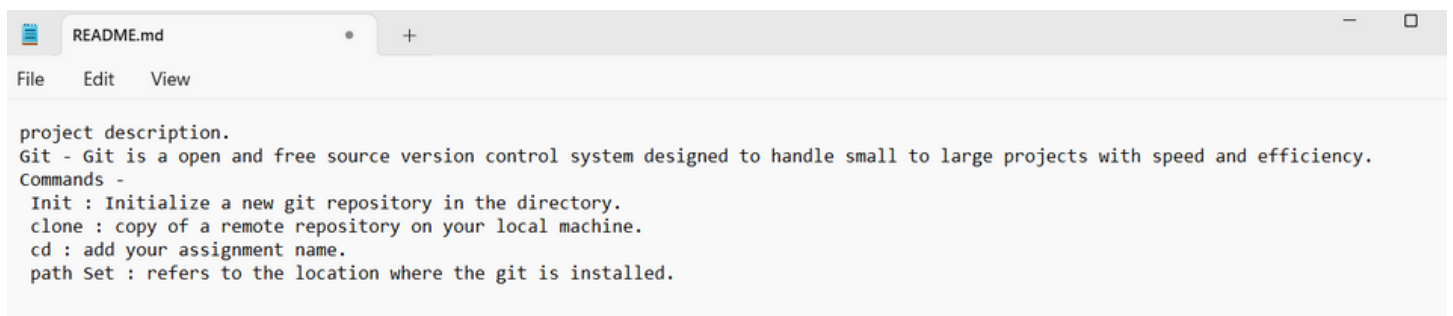 README.md
File Edit View
project description.
Git - Git is a open and free source version control system designed to handle small to large projects with speed and efficiency.
Commands -
Init : Initialize a new git repository in the directory.
clone : copy of a remote repository on your local machine.
cd : add your assignment name.
path Set : refers to the location where the git is installed.